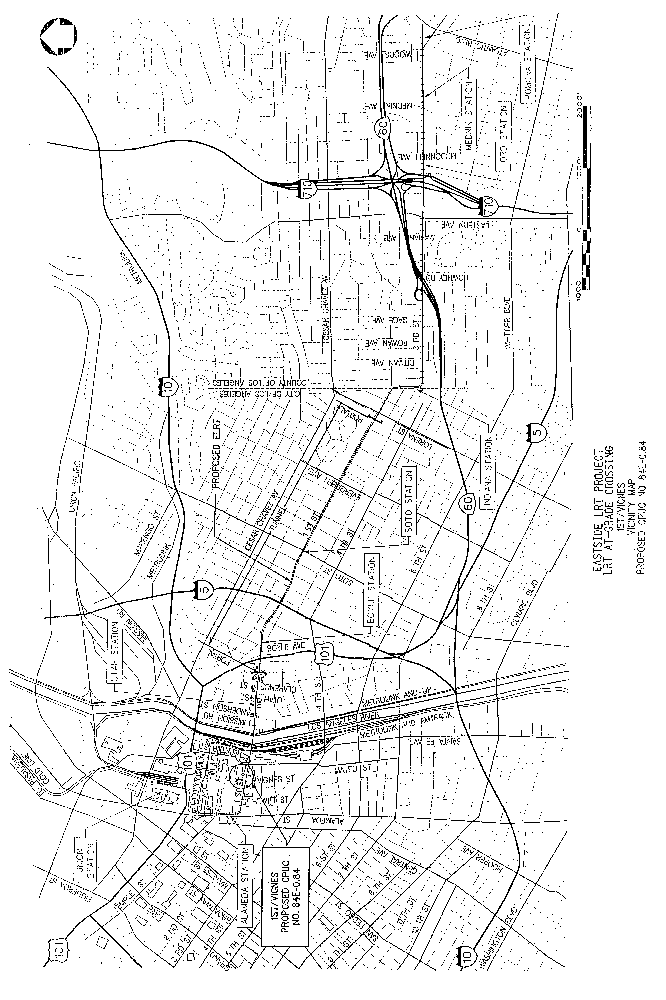 EASTSIDE LRT PROJECT
LRT AT-GRADE CROSSING
1ST/VIGNES
VICINITY MAP
PROPOSED CPUC NO. 84E-0.84
1000'
0
1000'
2000'
101
FIGUEROA ST
TEMPLE ST
UNION
STATION
TO PASADENA
GOLD LINE
AVE
2 ND ST
3 RD ST
4 TH ST
GRAND
5 TH ST
BROADWAY ST
MAIN ST
ST
ALAMEDA STATION
1ST/VIGNES
PROPOSED CPUC
NO. 84E-0.84
6 ST ST
7 TH ST
8 TH ST
9 TH ST
SAN PEDRO ST
11 TH ST
12 TH ST
CENTRAL AVE
HOOPER AVE
WASHINGTON BLVD
10
ALAMEDA ST
HEWITT ST
VIGNES ST
1 ST ST
DUCOMMUN
ST
CENTER ST
101
MATEO ST
SANTA FE AVE
METROLINK AND AMTRACK
LOS ANGELES RIVER
METROLINK AND UP
MISSION RD
ANDERSON ST
UTAH ST
CLARENCE ST
4 TH ST
UTAH STATION
MISSION RD
PORTAL
BOYLE AVE
101
BOYLE STATION
5
METROLINK
MARENGO ST
UNION PACIFIC
PROPOSED ELRT
CESAR CHAVEZ AV
TUNNEL
1 ST ST
4 TH ST
SOTO ST
SOTO STATION
6 TH ST
8 TH ST
OLYMPIC BLVD
EVERGREEN AVE
LORENA ST
PORTAL
INDIANA STATION
60
5
10
CITY OF LOS ANGELES
COUNTY OF LOS ANGELES
METROLINK
CESAR CHAVEZ AV
DITMAN AVE
ROWAN AVE
GAGE AVE
3 RD ST
WHITTIER BLVD
DOWNEY RD
MARIANA AVE
EASTERN AVE
710
710
60
MCDONNELL AVE
FORD STATION
MEDNIK STATION
MEDNIK AVE
WOODS AVE
ATLANTIC BLVD
POMONA STATION